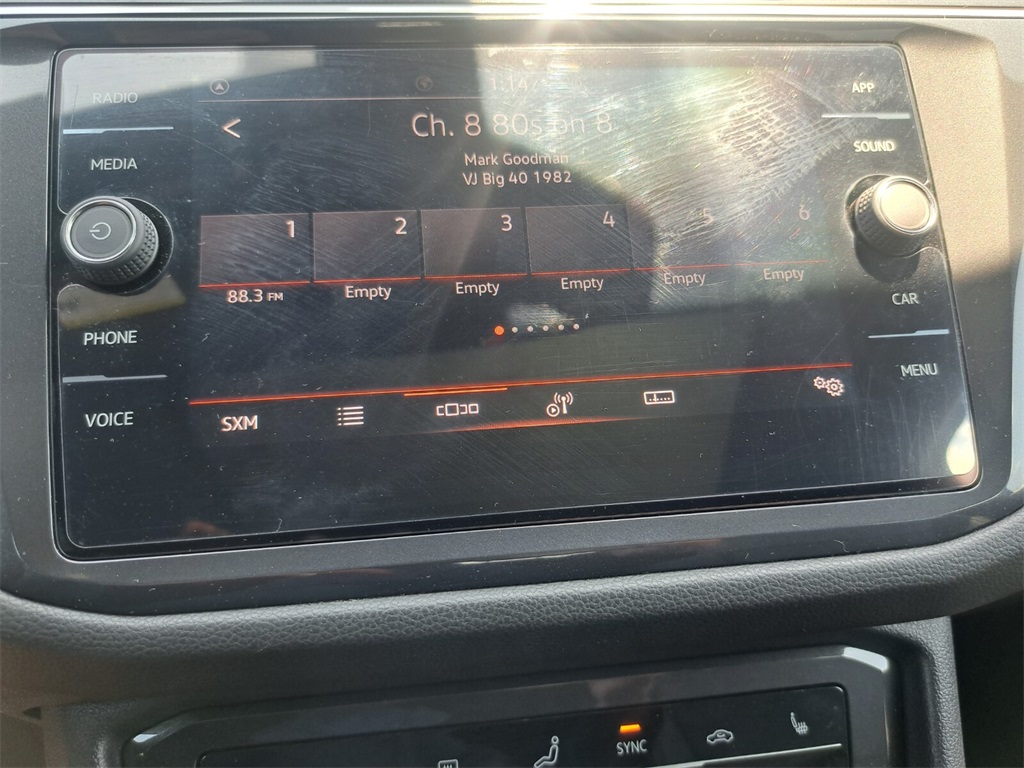 RADIO
MEDIA
PHONE
VOICE
1:14
Ch. 8 80s on 8
Mark Goodman
VJ Big 40 1982
1 2 3 4 5 6
88.3 FM Empty Empty Empty Empty Empty
SXM
APP
SOUND
CAR
MENU
SYNC